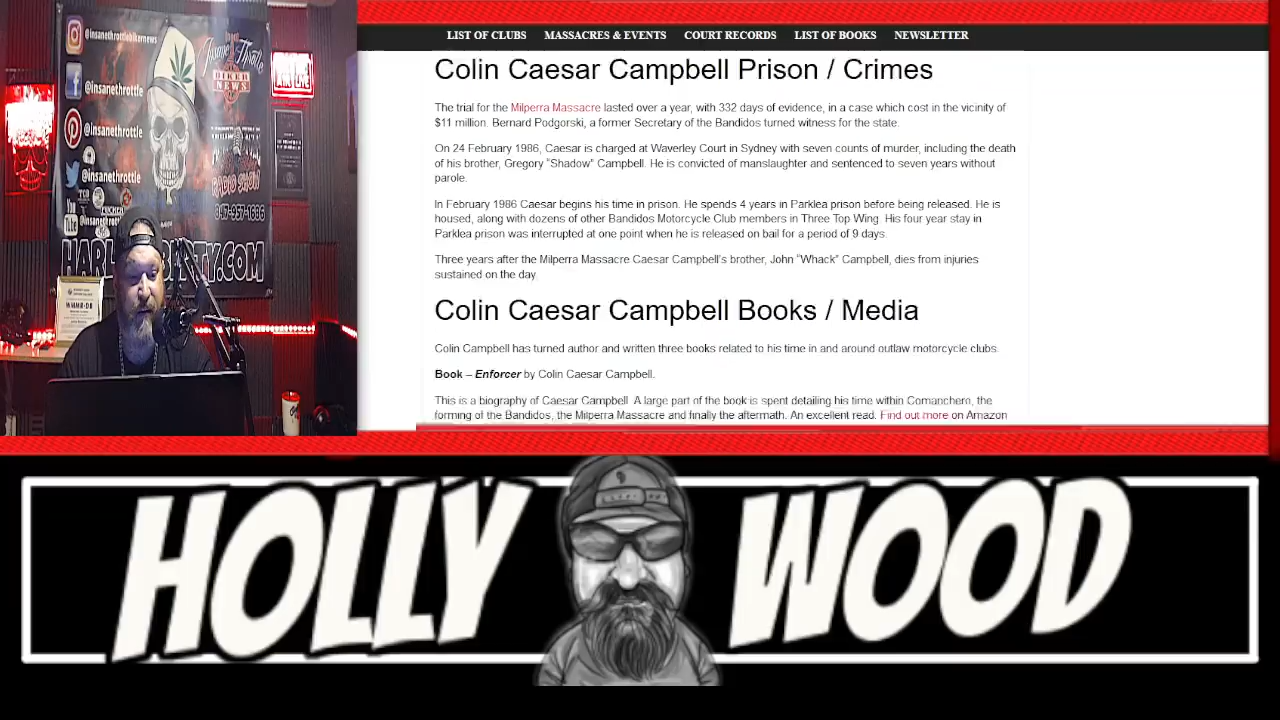 @insanethrottlebikernews
@insanethrottle
@insanethrottle
@insanethrottle
Insane Throttle
BIKER
NEWS
RADIO SHOW
847-957-1686
LIST OF CLUBS MASSACRES & EVENTS COURT RECORDS LIST OF BOOKS NEWSLETTER
Colin Caesar Campbell Prison / Crimes
The trial for the Milperra Massacre lasted over a year, with 332 days of evidence, in a case which cost in the vicinity of
$11 million. Bernard Podgorski, a former Secretary of the Bandidos turned witness for the state.
On 24 February 1986, Caesar is charged at Waverley Court in Sydney with seven counts of murder, including the death
of his brother, Gregory "Shadow" Campbell. He is convicted of manslaughter and sentenced to seven years without
parole.
In February 1986 Caesar begins his time in prison. He spends 4 years in Parklea prison before being released. He is
housed, along with dozens of other Bandidos Motorcycle Club members in Three Top Wing. His four year stay in
Parklea prison was interrupted at one point when he is released on bail for a period of 9 days.
Three years after the Milperra Massacre Caesar Campbell's brother, John "Whack" Campbell, dies from injuries
sustained on the day.
Colin Caesar Campbell Books / Media
Colin Campbell has turned author and written three books related to his time in and around outlaw motorcycle clubs.
Book – Enforcer by Colin Caesar Campbell.
This is a biography of Caesar Campbell. A large part of the book is spent detailing his time within Comanchero, the
forming of the Bandidos, the Milperra Massacre and finally the aftermath. An excellent read. Find out more on Amazon
HOLLY WOOD